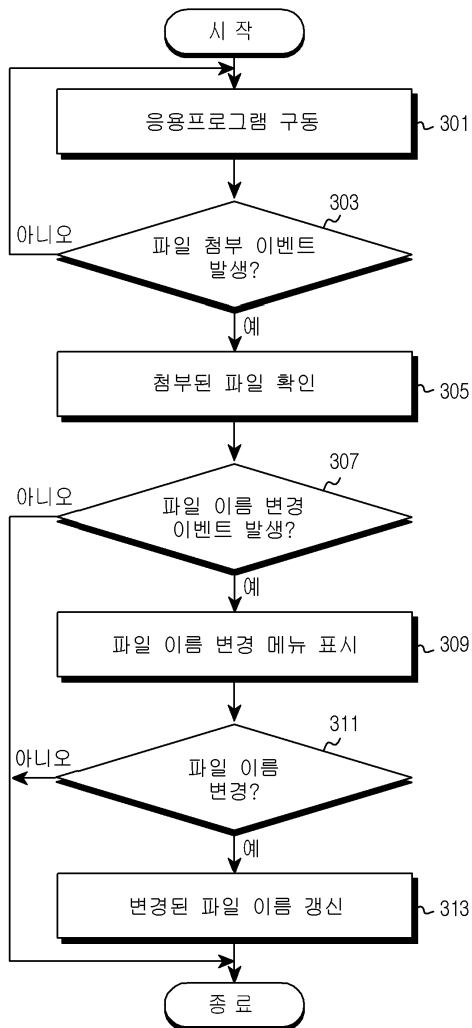 시 작
응용프로그램 구동
301
303
아니오
파일 첨부 이벤트
발생?
예
첨부된 파일 확인
305
307
아니오
파일 이름 변경
이벤트 발생?
예
파일 이름 변경 메뉴 표시
309
311
아니오
파일 이름
변경?
예
변경된 파일 이름 갱신
313
종 료